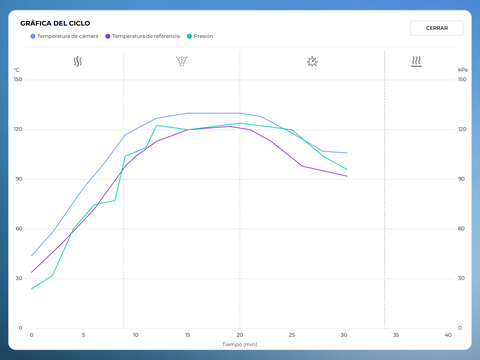 GRÁFICA DEL CICLO
CERRAR
Temperatura de cámara Temperatura de referencia Presión
°C kPa
150 150
120 120
90 90
60 60
30 30
0 0
0 5 10 15 20 25 30 35 40
Tiempo (min)